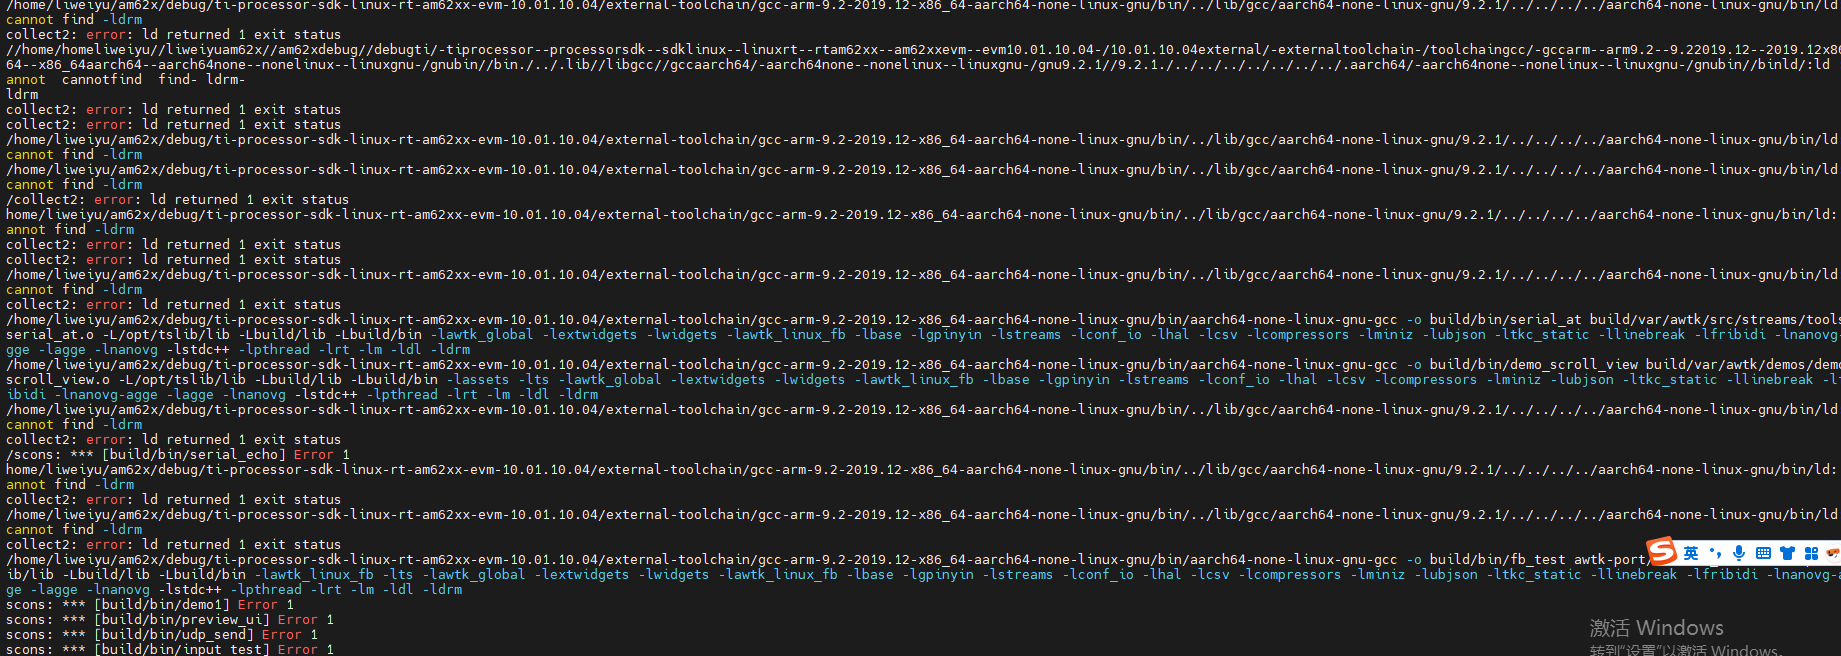 /home/liweiyu/am62x/debug/ti-processor-sdk-linux-rt-am62xx-evm-10.01.10.04/external-toolchain/gcc-arm-9.2-2019.12-x86_64-aarch64-none-linux-gnu/bin/../lib/gcc/aarch64-none-linux-gnu/9.2.1/../../../../aarch64-none-linux-gnu/bin/ld
cannot find -ldrm
collect2: error: ld returned 1 exit status
//home/homeliweiyu//liweiyuam62x//am62xdebug//debugti/-tiprocessor--processorsdk--sdklinux--linuxrt--rtam62xx--am62xxevm--evm10.01.10.04-/10.01.10.04external/-externaltoolchain-/toolchaingcc/-gccarm--arm9.2--9.22019.12--2019.12x86
64--x86_64aarch64--aarch64none--nonelinux--linuxgnu-/gnubin//bin./../.lib//libgcc//gccaarch64/-aarch64none--nonelinux--linuxgnu-/gnu9.2.1//9.2.1./../../../../../../../.aarch64/-aarch64none--nonelinux--linuxgnu-/gnubin//binld/:ld
annot  cannotfind  find- ldrm-
ldrm
collect2: error: ld returned 1 exit status
collect2: error: ld returned 1 exit status
/home/liweiyu/am62x/debug/ti-processor-sdk-linux-rt-am62xx-evm-10.01.10.04/external-toolchain/gcc-arm-9.2-2019.12-x86_64-aarch64-none-linux-gnu/bin/../lib/gcc/aarch64-none-linux-gnu/9.2.1/../../../../aarch64-none-linux-gnu/bin/ld
cannot find -ldrm
/home/liweiyu/am62x/debug/ti-processor-sdk-linux-rt-am62xx-evm-10.01.10.04/external-toolchain/gcc-arm-9.2-2019.12-x86_64-aarch64-none-linux-gnu/bin/../lib/gcc/aarch64-none-linux-gnu/9.2.1/../../../../aarch64-none-linux-gnu/bin/ld
cannot find -ldrm
/collect2: error: ld returned 1 exit status
home/liweiyu/am62x/debug/ti-processor-sdk-linux-rt-am62xx-evm-10.01.10.04/external-toolchain/gcc-arm-9.2-2019.12-x86_64-aarch64-none-linux-gnu/bin/../lib/gcc/aarch64-none-linux-gnu/9.2.1/../../../../aarch64-none-linux-gnu/bin/ld:
annot find -ldrm
collect2: error: ld returned 1 exit status
collect2: error: ld returned 1 exit status
/home/liweiyu/am62x/debug/ti-processor-sdk-linux-rt-am62xx-evm-10.01.10.04/external-toolchain/gcc-arm-9.2-2019.12-x86_64-aarch64-none-linux-gnu/bin/../lib/gcc/aarch64-none-linux-gnu/9.2.1/../../../../aarch64-none-linux-gnu/bin/ld
cannot find -ldrm
collect2: error: ld returned 1 exit status
/home/liweiyu/am62x/debug/ti-processor-sdk-linux-rt-am62xx-evm-10.01.10.04/external-toolchain/gcc-arm-9.2-2019.12-x86_64-aarch64-none-linux-gnu/bin/aarch64-none-linux-gnu-gcc -o build/bin/serial_at build/var/awtk/src/streams/tools
serial_at.o -L/opt/tslib/lib -Lbuild/lib -Lbuild/bin -lawtk_global -lextwidgets -lwidgets -lawtk_linux_fb -lbase -lgpinyin -lstreams -lconf_io -lhal -lcsv -lcompressors -lminiz -lubjson -ltkc_static -llinebreak -lfribidi -lnanovg-
gge -lagge -lnanovg -lstdc++ -lpthread -lrt -lm -ldl -ldrm
/home/liweiyu/am62x/debug/ti-processor-sdk-linux-rt-am62xx-evm-10.01.10.04/external-toolchain/gcc-arm-9.2-2019.12-x86_64-aarch64-none-linux-gnu/bin/aarch64-none-linux-gnu-gcc -o build/bin/demo_scroll_view build/var/awtk/demos/demo
scroll_view.o -L/opt/tslib/lib -Lbuild/lib -Lbuild/bin -lassets -lts -lawtk_global -lextwidgets -lwidgets -lawtk_linux_fb -lbase -lgpinyin -lstreams -lconf_io -lhal -lcsv -lcompressors -lminiz -lubjson -ltkc_static -llinebreak -lf
ibidi -lnanovg-agge -lagge -lnanovg -lstdc++ -lpthread -lrt -lm -ldl -ldrm
/home/liweiyu/am62x/debug/ti-processor-sdk-linux-rt-am62xx-evm-10.01.10.04/external-toolchain/gcc-arm-9.2-2019.12-x86_64-aarch64-none-linux-gnu/bin/../lib/gcc/aarch64-none-linux-gnu/9.2.1/../../../../aarch64-none-linux-gnu/bin/ld
cannot find -ldrm
collect2: error: ld returned 1 exit status
/scons: *** [build/bin/serial_echo] Error 1
home/liweiyu/am62x/debug/ti-processor-sdk-linux-rt-am62xx-evm-10.01.10.04/external-toolchain/gcc-arm-9.2-2019.12-x86_64-aarch64-none-linux-gnu/bin/../lib/gcc/aarch64-none-linux-gnu/9.2.1/../../../../aarch64-none-linux-gnu/bin/ld:
annot find -ldrm
collect2: error: ld returned 1 exit status
/home/liweiyu/am62x/debug/ti-processor-sdk-linux-rt-am62xx-evm-10.01.10.04/external-toolchain/gcc-arm-9.2-2019.12-x86_64-aarch64-none-linux-gnu/bin/../lib/gcc/aarch64-none-linux-gnu/9.2.1/../../../../aarch64-none-linux-gnu/bin/ld
cannot find -ldrm
collect2: error: ld returned 1 exit status
/home/liweiyu/am62x/debug/ti-processor-sdk-linux-rt-am62xx-evm-10.01.10.04/external-toolchain/gcc-arm-9.2-2019.12-x86_64-aarch64-none-linux-gnu/bin/aarch64-none-linux-gnu-gcc -o build/bin/fb_test awtk-port/
英
ib/lib -Lbuild/lib -Lbuild/bin -lawtk_linux_fb -lts -lawtk_global -lextwidgets -lwidgets -lawtk_linux_fb -lbase -lgpinyin -lstreams -lconf_io -lhal -lcsv -lcompressors -lminiz -lubjson -ltkc_static -llinebreak -lfribidi -lnanovg-a
ge -lagge -lnanovg -lstdc++ -lpthread -lrt -lm -ldl -ldrm
scons: *** [build/bin/demo1] Error 1
scons: *** [build/bin/preview_ui] Error 1
scons: *** [build/bin/udp_send] Error 1
scons: *** [build/bin/input_test] Error 1
激活 Windows
转到"设置"以激活 Windows。